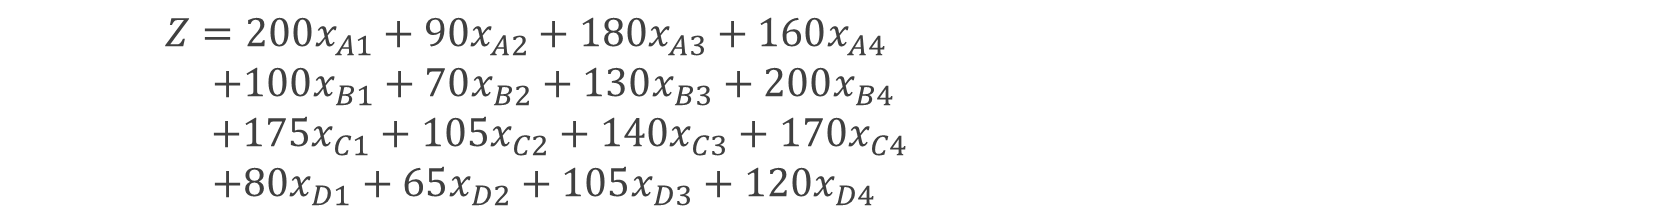 Z = 200x_{A1} + 90x_{A2} + 180x_{A3} + 160x_{A4}
+100x_{B1} + 70x_{B2} + 130x_{B3} + 200x_{B4}
+175x_{C1} + 105x_{C2} + 140x_{C3} + 170x_{C4}
+80x_{D1} + 65x_{D2} + 105x_{D3} + 120x_{D4}